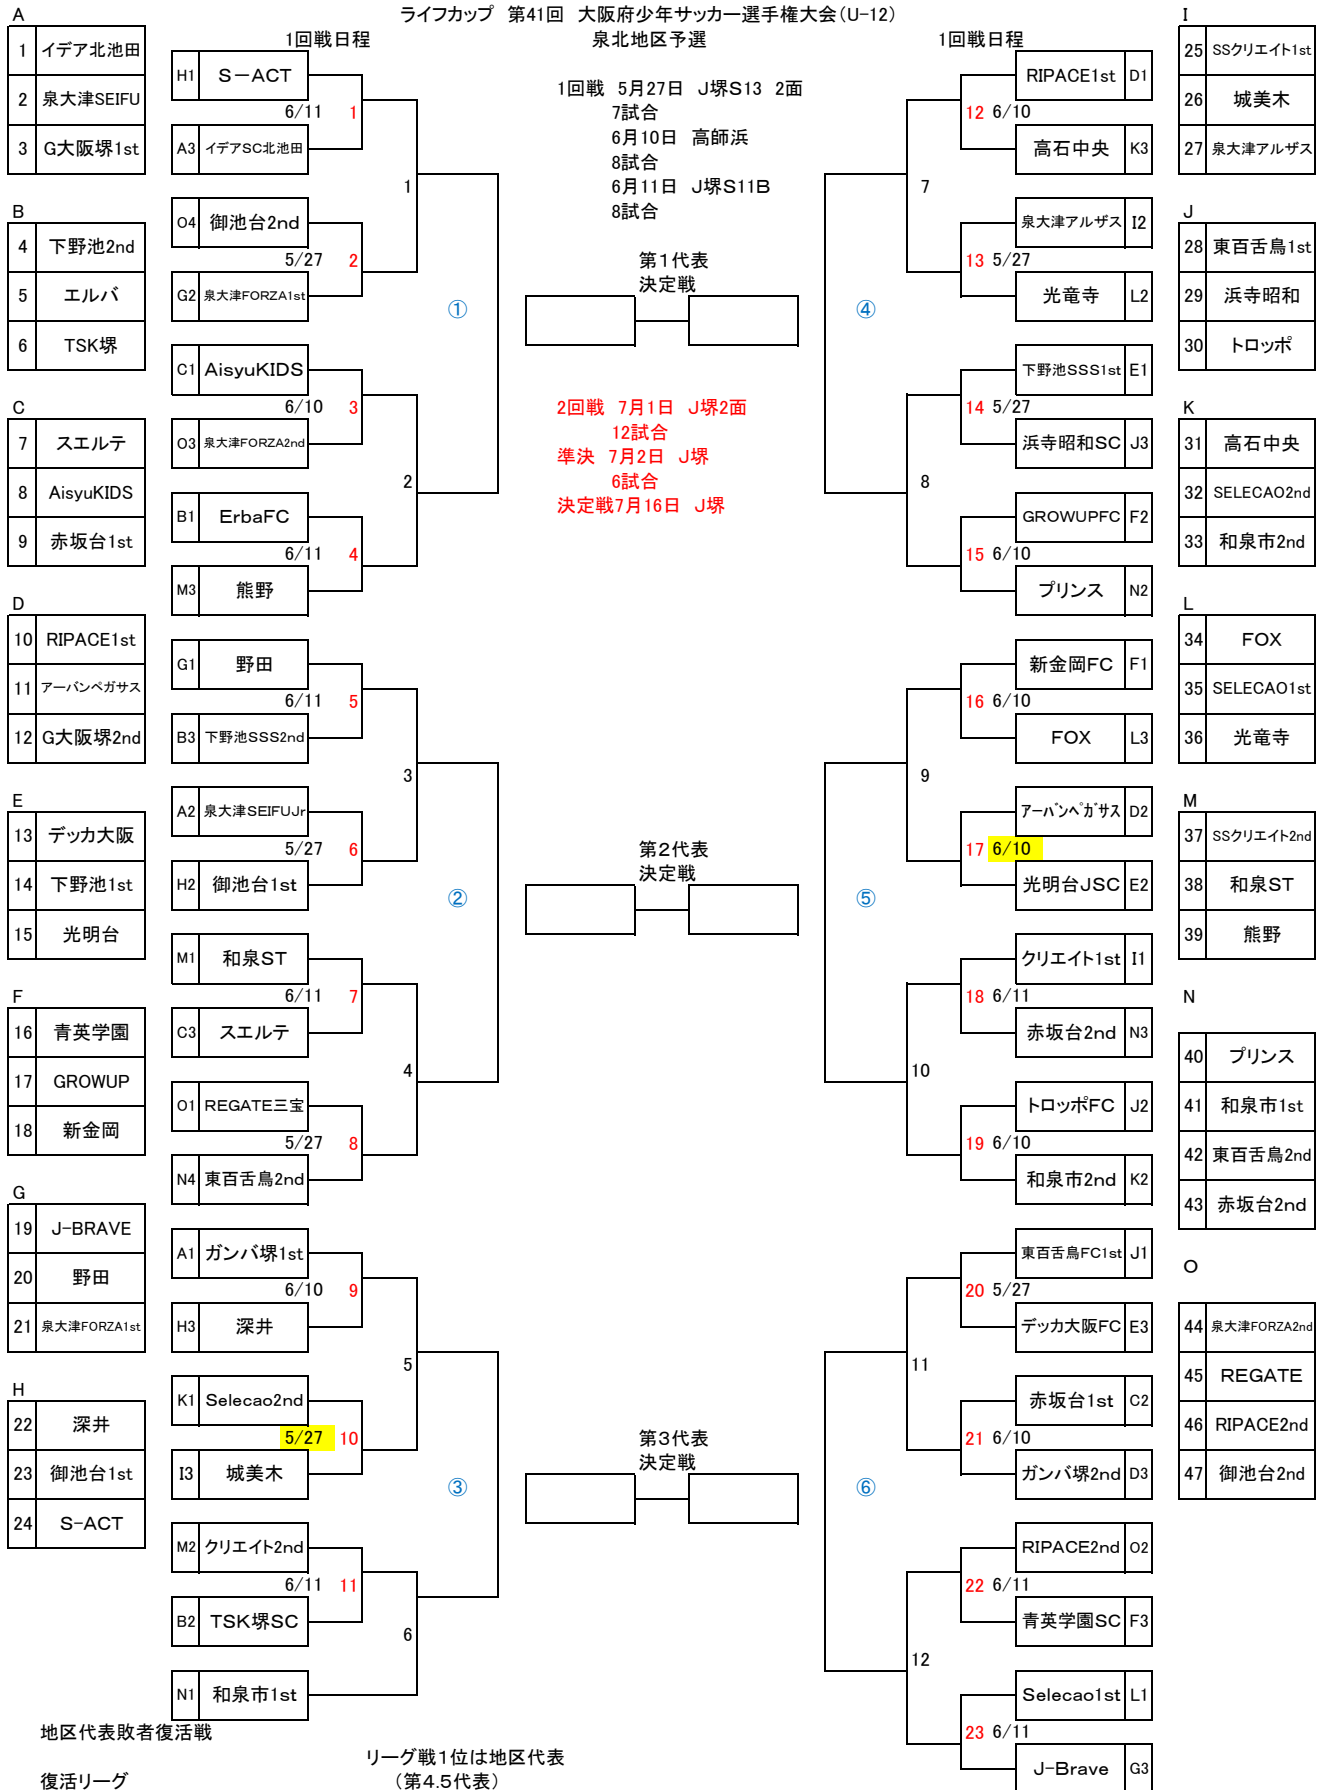 ライフカップ　第41回　大阪府少年サッカー選手権大会(U-12)
泉北地区予選
A
1 イデア北池田
2 泉大津SEIFU
3 G大阪堺1st
B
4 下野池2nd
5 エルバ
6 TSK堺
C
7 スエルテ
8 AisyuKIDS
9 赤坂台1st
D
10 RIPACE1st
11 アーバンペガサス
12 G大阪堺2nd
E
13 デッカ大阪
14 下野池1st
15 光明台
F
16 青英学園
17 GROWUP
18 新金岡
G
19 J-BRAVE
20 野田
21 泉大津FORZA1st
H
22 深井
23 御池台1st
24 S-ACT
1回戦日程
H1 S－ACT
6/11 1
A3 イデアSC北池田
1
O4 御池台2nd
5/27 2
G2 泉大津FORZA1st
①
C1 AisyuKIDS
6/10 3
O3 泉大津FORZA2nd
2
B1 ErbaFC
6/11 4
M3 熊野
G1 野田
6/11 5
B3 下野池SSS2nd
3
A2 泉大津SEIFUJr
5/27 6
H2 御池台1st
②
M1 和泉ST
6/11 7
C3 スエルテ
4
O1 REGATE三宝
5/27 8
N4 東百舌鳥2nd
A1 ガンバ堺1st
6/10 9
H3 深井
5
K1 Selecao2nd
5/27 10
I3 城美木
③
M2 クリエイト2nd
6/11 11
B2 TSK堺SC
6
N1 和泉市1st
1回戦　5月27日　J堺S13　2面
7試合
6月10日　高師浜
8試合
6月11日　J堺S11B
8試合
第1代表
決定戦
2回戦　7月1日　J堺2面
12試合
準決　7月2日　J堺
6試合
決定戦7月16日　J堺
第2代表
決定戦
第3代表
決定戦
1回戦日程
RIPACE1st D1
12 6/10
高石中央 K3
7
泉大津アルザス I2
13 5/27
光竜寺 L2
④
下野池SSS1st E1
14 5/27
浜寺昭和SC J3
8
GROWUPFC F2
15 6/10
プリンス N2
新金岡FC F1
16 6/10
FOX L3
9
アーバンペガサス D2
17 6/10
光明台JSC E2
⑤
クリエイト1st I1
18 6/11
赤坂台2nd N3
10
トロッポFC J2
19 6/10
和泉市2nd K2
東百舌鳥FC1st J1
20 5/27
デッカ大阪FC E3
11
赤坂台1st C2
21 6/10
ガンバ堺2nd D3
⑥
RIPACE2nd O2
22 6/11
青英学園SC F3
12
Selecao1st L1
23 6/11
J-Brave G3
I
25 SSクリエイト1st
26 城美木
27 泉大津アルザス
J
28 東百舌鳥1st
29 浜寺昭和
30 トロッポ
K
31 高石中央
32 SELECAO2nd
33 和泉市2nd
L
34 FOX
35 SELECAO1st
36 光竜寺
M
37 SSクリエイト2nd
38 和泉ST
39 熊野
N
40 プリンス
41 和泉市1st
42 東百舌鳥2nd
43 赤坂台2nd
O
44 泉大津FORZA2nd
45 REGATE
46 RIPACE2nd
47 御池台2nd
地区代表敗者復活戦
リーグ戦1位は地区代表
復活リーグ
（第4.5代表）